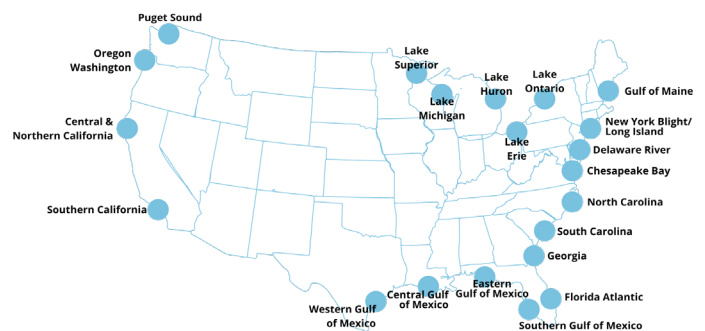 Puget Sound
Oregon
Washington
Central &
Northern California
Southern California
Lake
Superior
Lake
Michigan
Lake
Huron
Lake
Ontario
Lake
Erie
Gulf of Maine
New York Blight/
Long Island
Delaware River
Chesapeake Bay
North Carolina
South Carolina
Georgia
Florida Atlantic
Southern Gulf of Mexico
Eastern
Gulf of Mexico
Central Gulf
of Mexico
Western Gulf
of Mexico